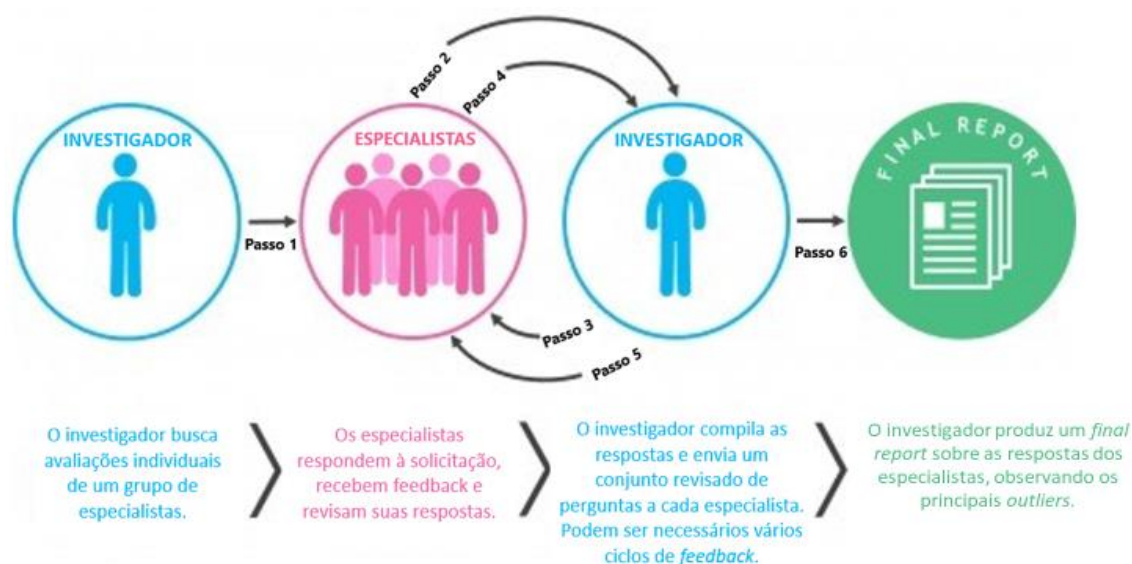 Passo 2
Passo 4
INVESTIGADOR
ESPECIALISTAS
INVESTIGADOR
FINAL REPORT
Passo 1
Passo 6
Passo 3
Passo 5
O investigador busca
avaliações individuais
de um grupo de
especialistas.
Os especialistas
respondem à solicitação,
recebem feedback e
revisam suas respostas.
O investigador compila as
respostas e envia um
conjunto revisado de
perguntas a cada especialista.
Podem ser necessários vários
ciclos de feedback.
O investigador produz um final
report sobre as respostas dos
especialistas, observando os
principais outliers.